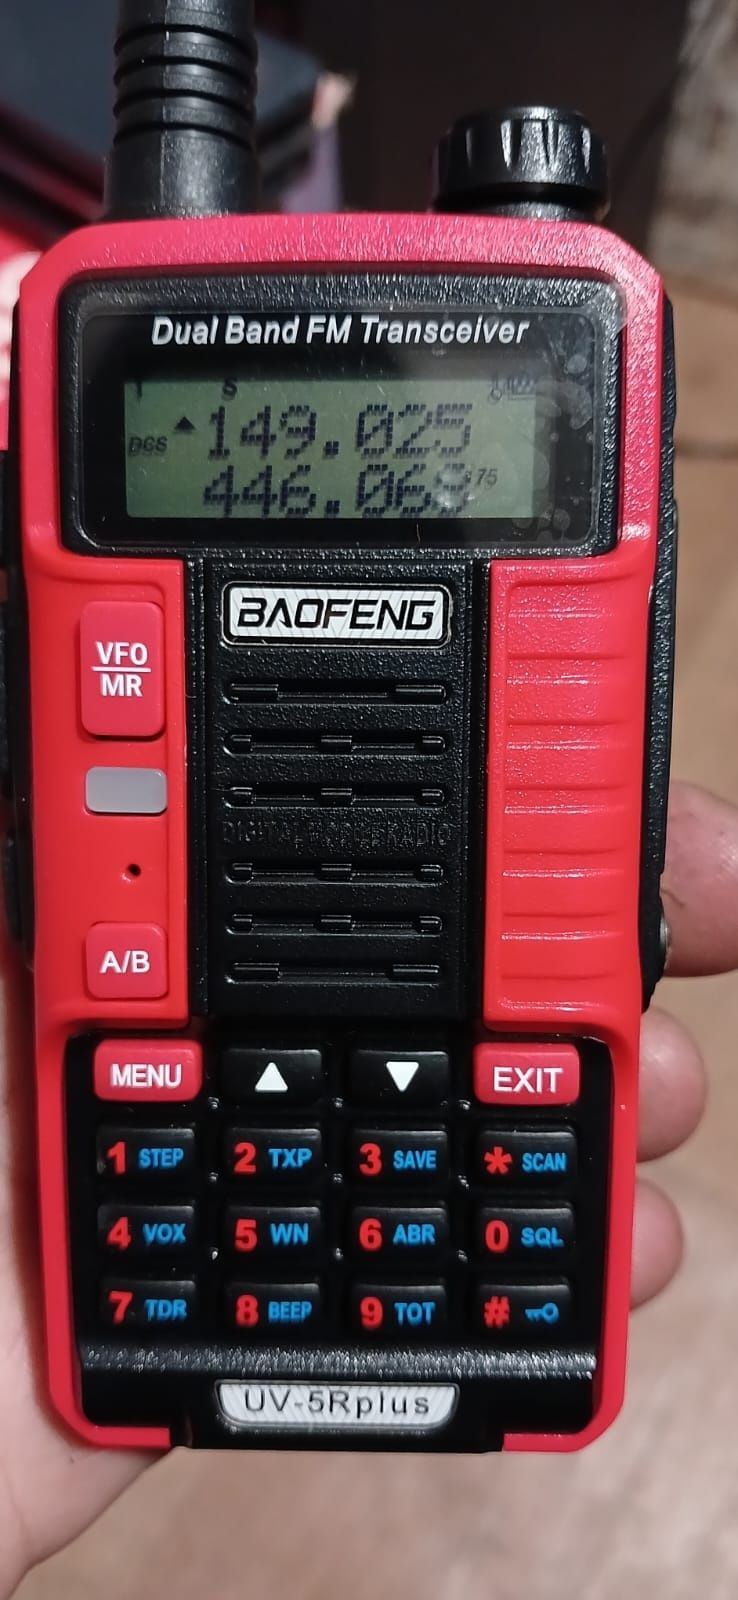 Dual Band FM Transceiver
S
DCS ▲149.025
446.068 75
BAOFENG
VFO
MR
DIGITAL RADIO
A/B
MENU ▲ ▼ EXIT
1 STEP 2 TXP 3 SAVE * SCAN
4 VOX 5 WN 6 ABR 0 SQL
7 TDR 8 BEEP 9 TOT #
UV-5Rplus